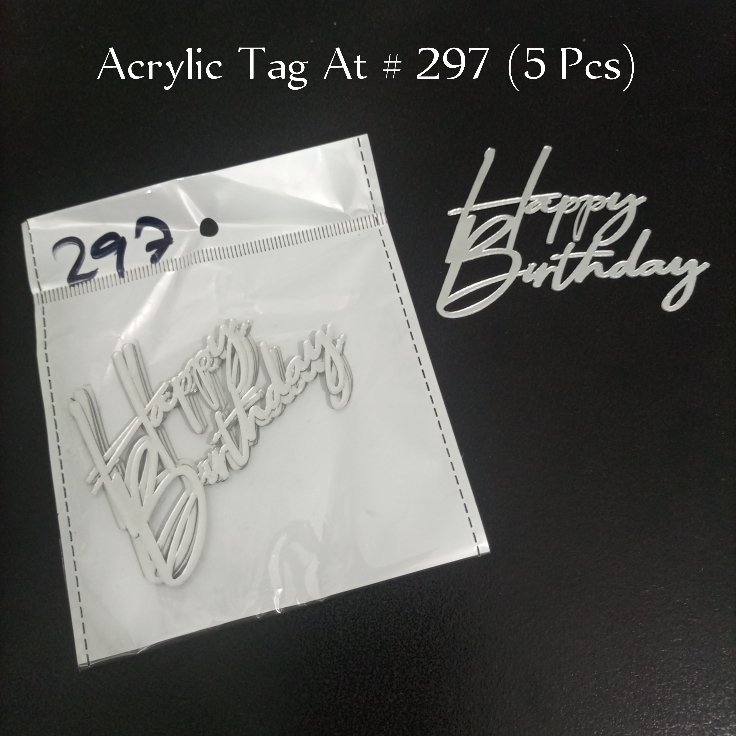 Acrylic Tag At # 297 (5 Pcs)
297
Happy
Birthday
Happy
Birthday